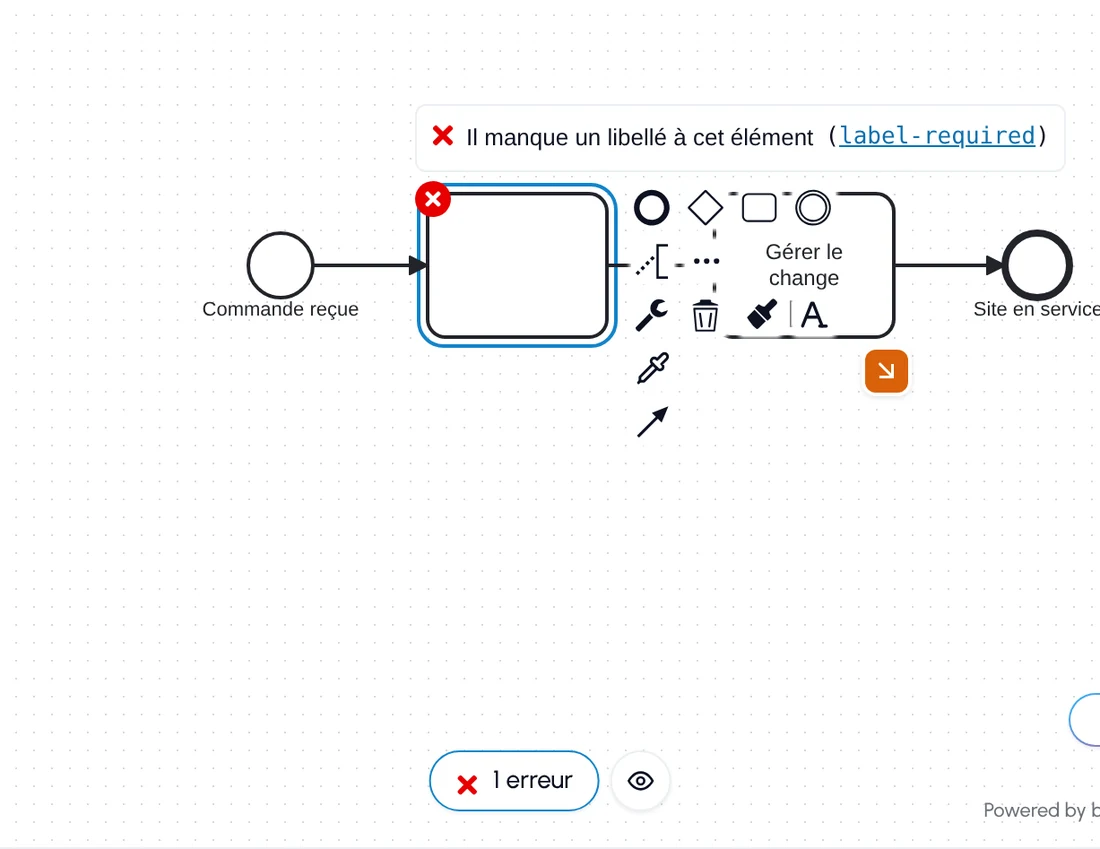 Il manque un libellé à cet élément (label-required)
Gérer le
change
Commande reçue
Site en service
1 erreur
Powered by b